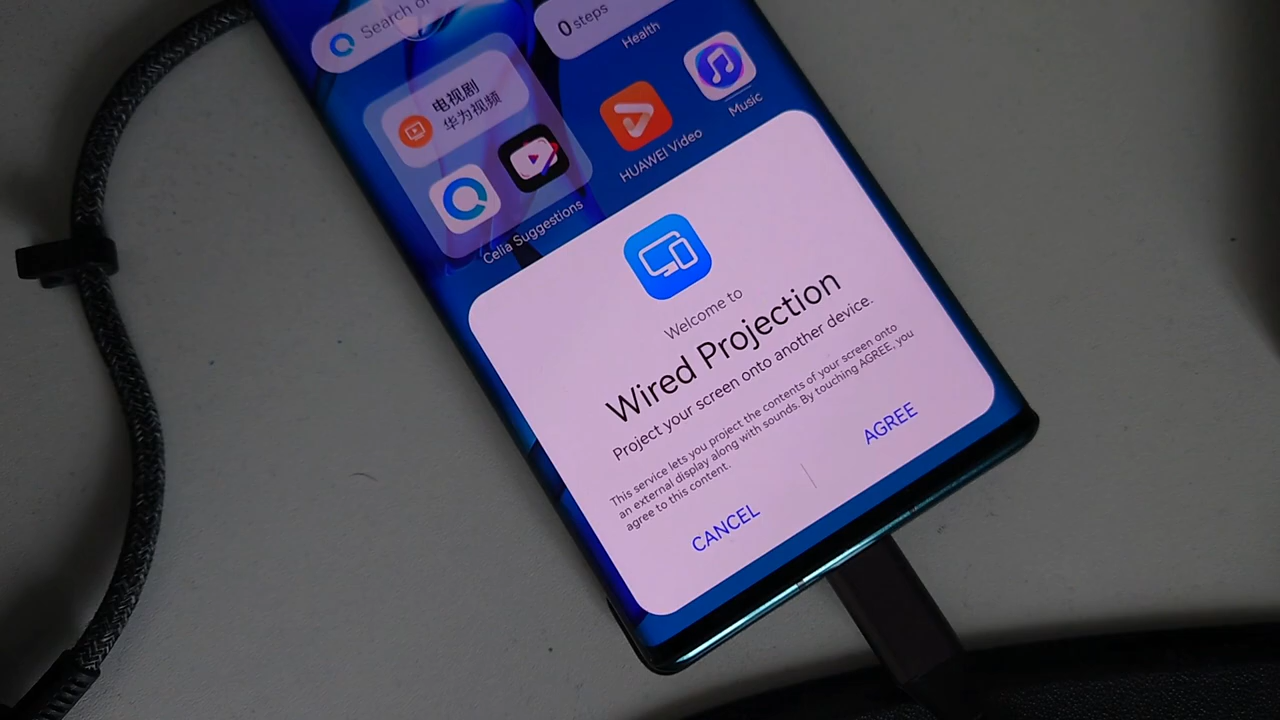 Search or
0 steps
Health
电视剧
华为视频
Celia Suggestions
HUAWEI Video
Music
Welcome to
Wired Projection
Project your screen onto another device.
This service lets you project the contents of your screen onto
an external display along with sounds. By touching AGREE, you
agree to this content.
CANCEL
AGREE